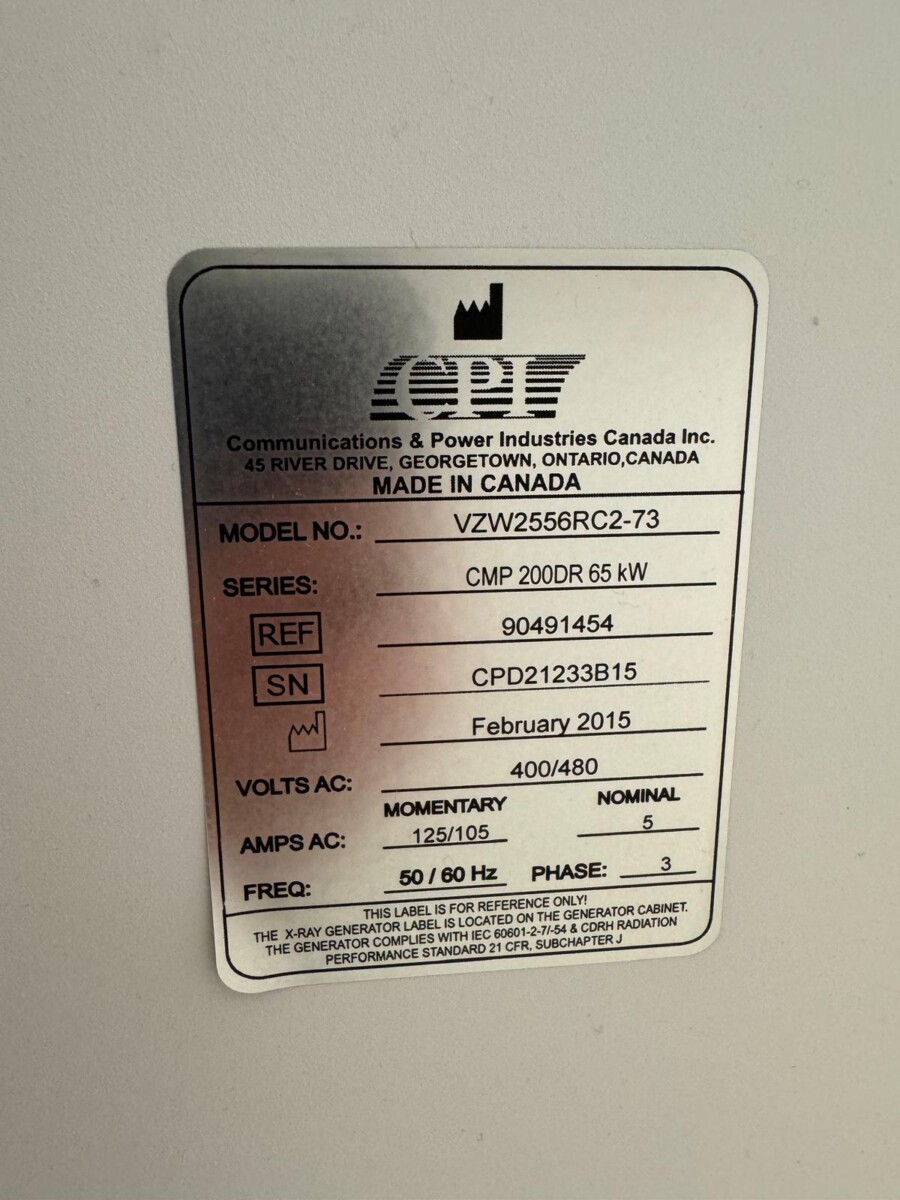 CPI
Communications & Power Industries Canada Inc.
45 RIVER DRIVE, GEORGETOWN, ONTARIO,CANADA
MADE IN CANADA
MODEL NO.: VZW2556RC2-73
SERIES: CMP 200DR 65 kW
REF 90491454
SN CPD21233B15
February 2015
VOLTS AC: 400/480
MOMENTARY NOMINAL
AMPS AC: 125/105 5
FREQ: 50 / 60 Hz PHASE: 3
THIS LABEL IS FOR REFERENCE ONLY!
THE X-RAY GENERATOR LABEL IS LOCATED ON THE GENERATOR CABINET.
THE GENERATOR COMPLIES WITH IEC 60601-2-7/-54 & CDRH RADIATION
PERFORMANCE STANDARD 21 CFR, SUBCHAPTER J